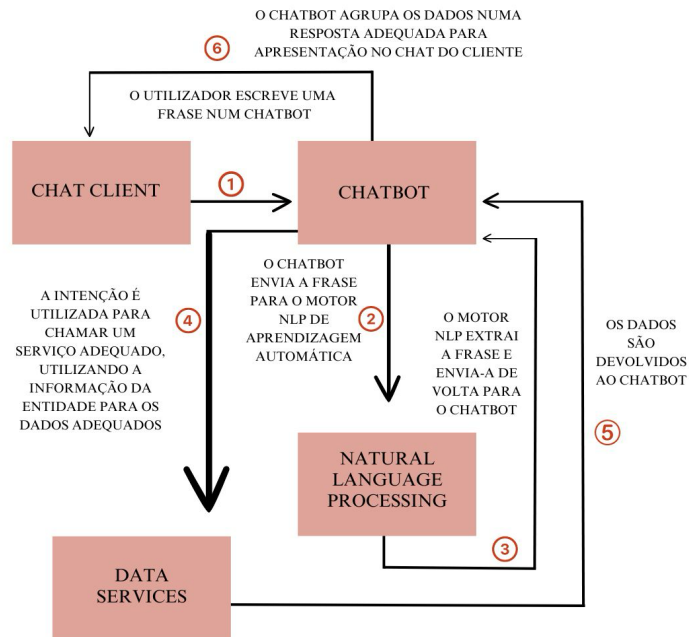 O CHATBOT AGRUPA OS DADOS NUMA
RESPOSTA ADEQUADA PARA
APRESENTAÇÃO NO CHAT DO CLIENTE
6
O UTILIZADOR ESCREVE UMA
FRASE NUM CHATBOT
CHAT CLIENT
1
CHATBOT
A INTENÇÃO É
UTILIZADA PARA
CHAMAR UM
SERVIÇO ADEQUADO,
UTILIZANDO A
INFORMAÇÃO DA
ENTIDADE PARA OS
DADOS ADEQUADOS
4
O CHATBOT
ENVIA A FRASE
PARA O MOTOR
NLP DE
APRENDIZAGEM
AUTOMÁTICA
2
O MOTOR
NLP EXTRAI
A FRASE E
ENVIA-A DE
VOLTA PARA
O CHATBOT
OS DADOS
SÃO
DEVOLVIDOS
AO CHATBOT
5
NATURAL
LANGUAGE
PROCESSING
3
DATA
SERVICES